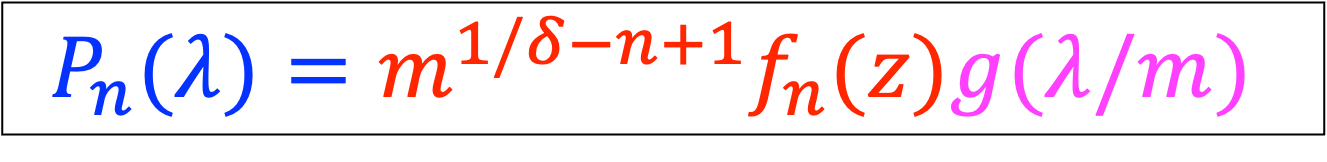 Pₙ(λ) = m^{1/δ−n+1} fₙ(z)g(λ/m)